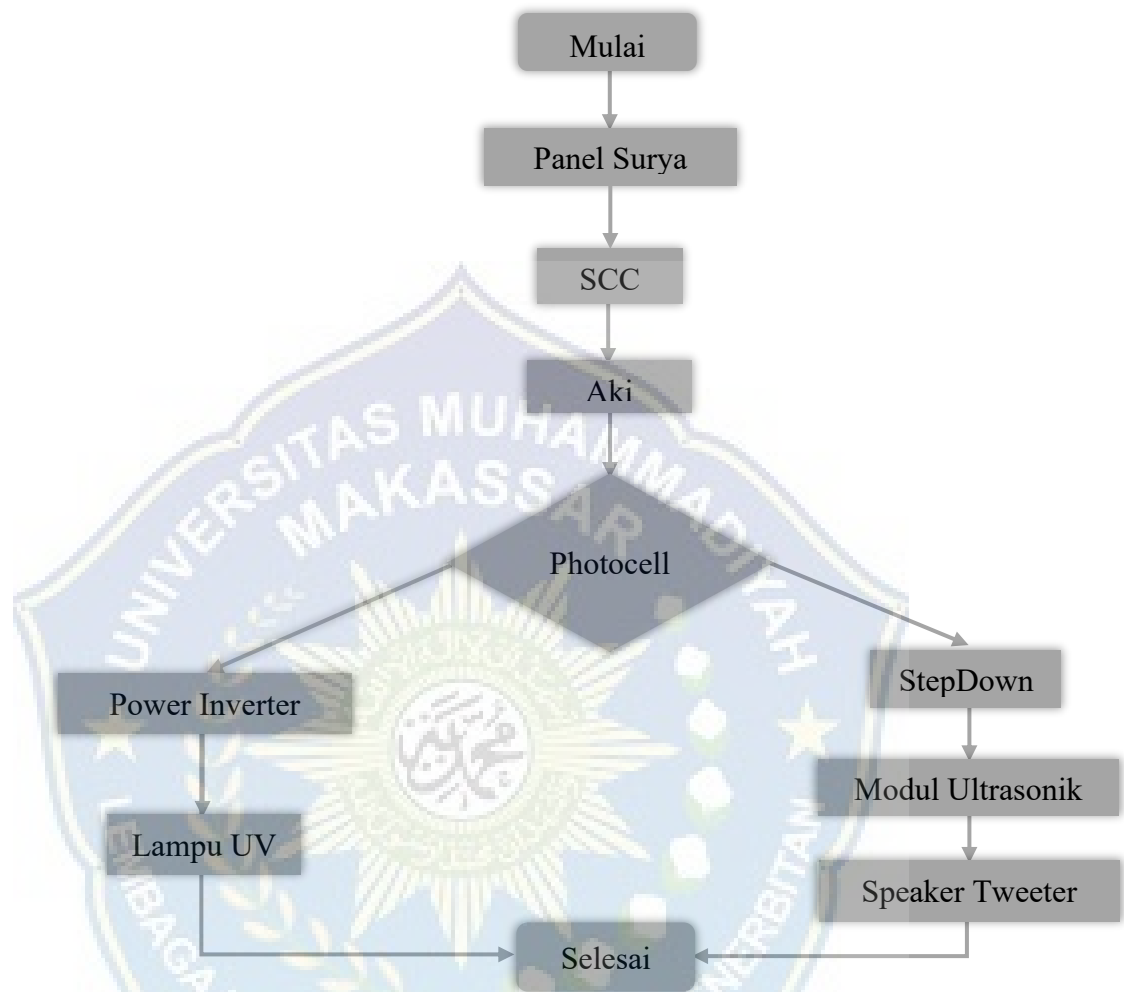 Mulai
Panel Surya
SCC
Aki
UNIVERSITAS MUHAMMADIYAH
MAKASSAR
Photocell
Power Inverter
StepDown
Modul Ultrasonik
Lampu UV
Speaker Tweeter
Selesai